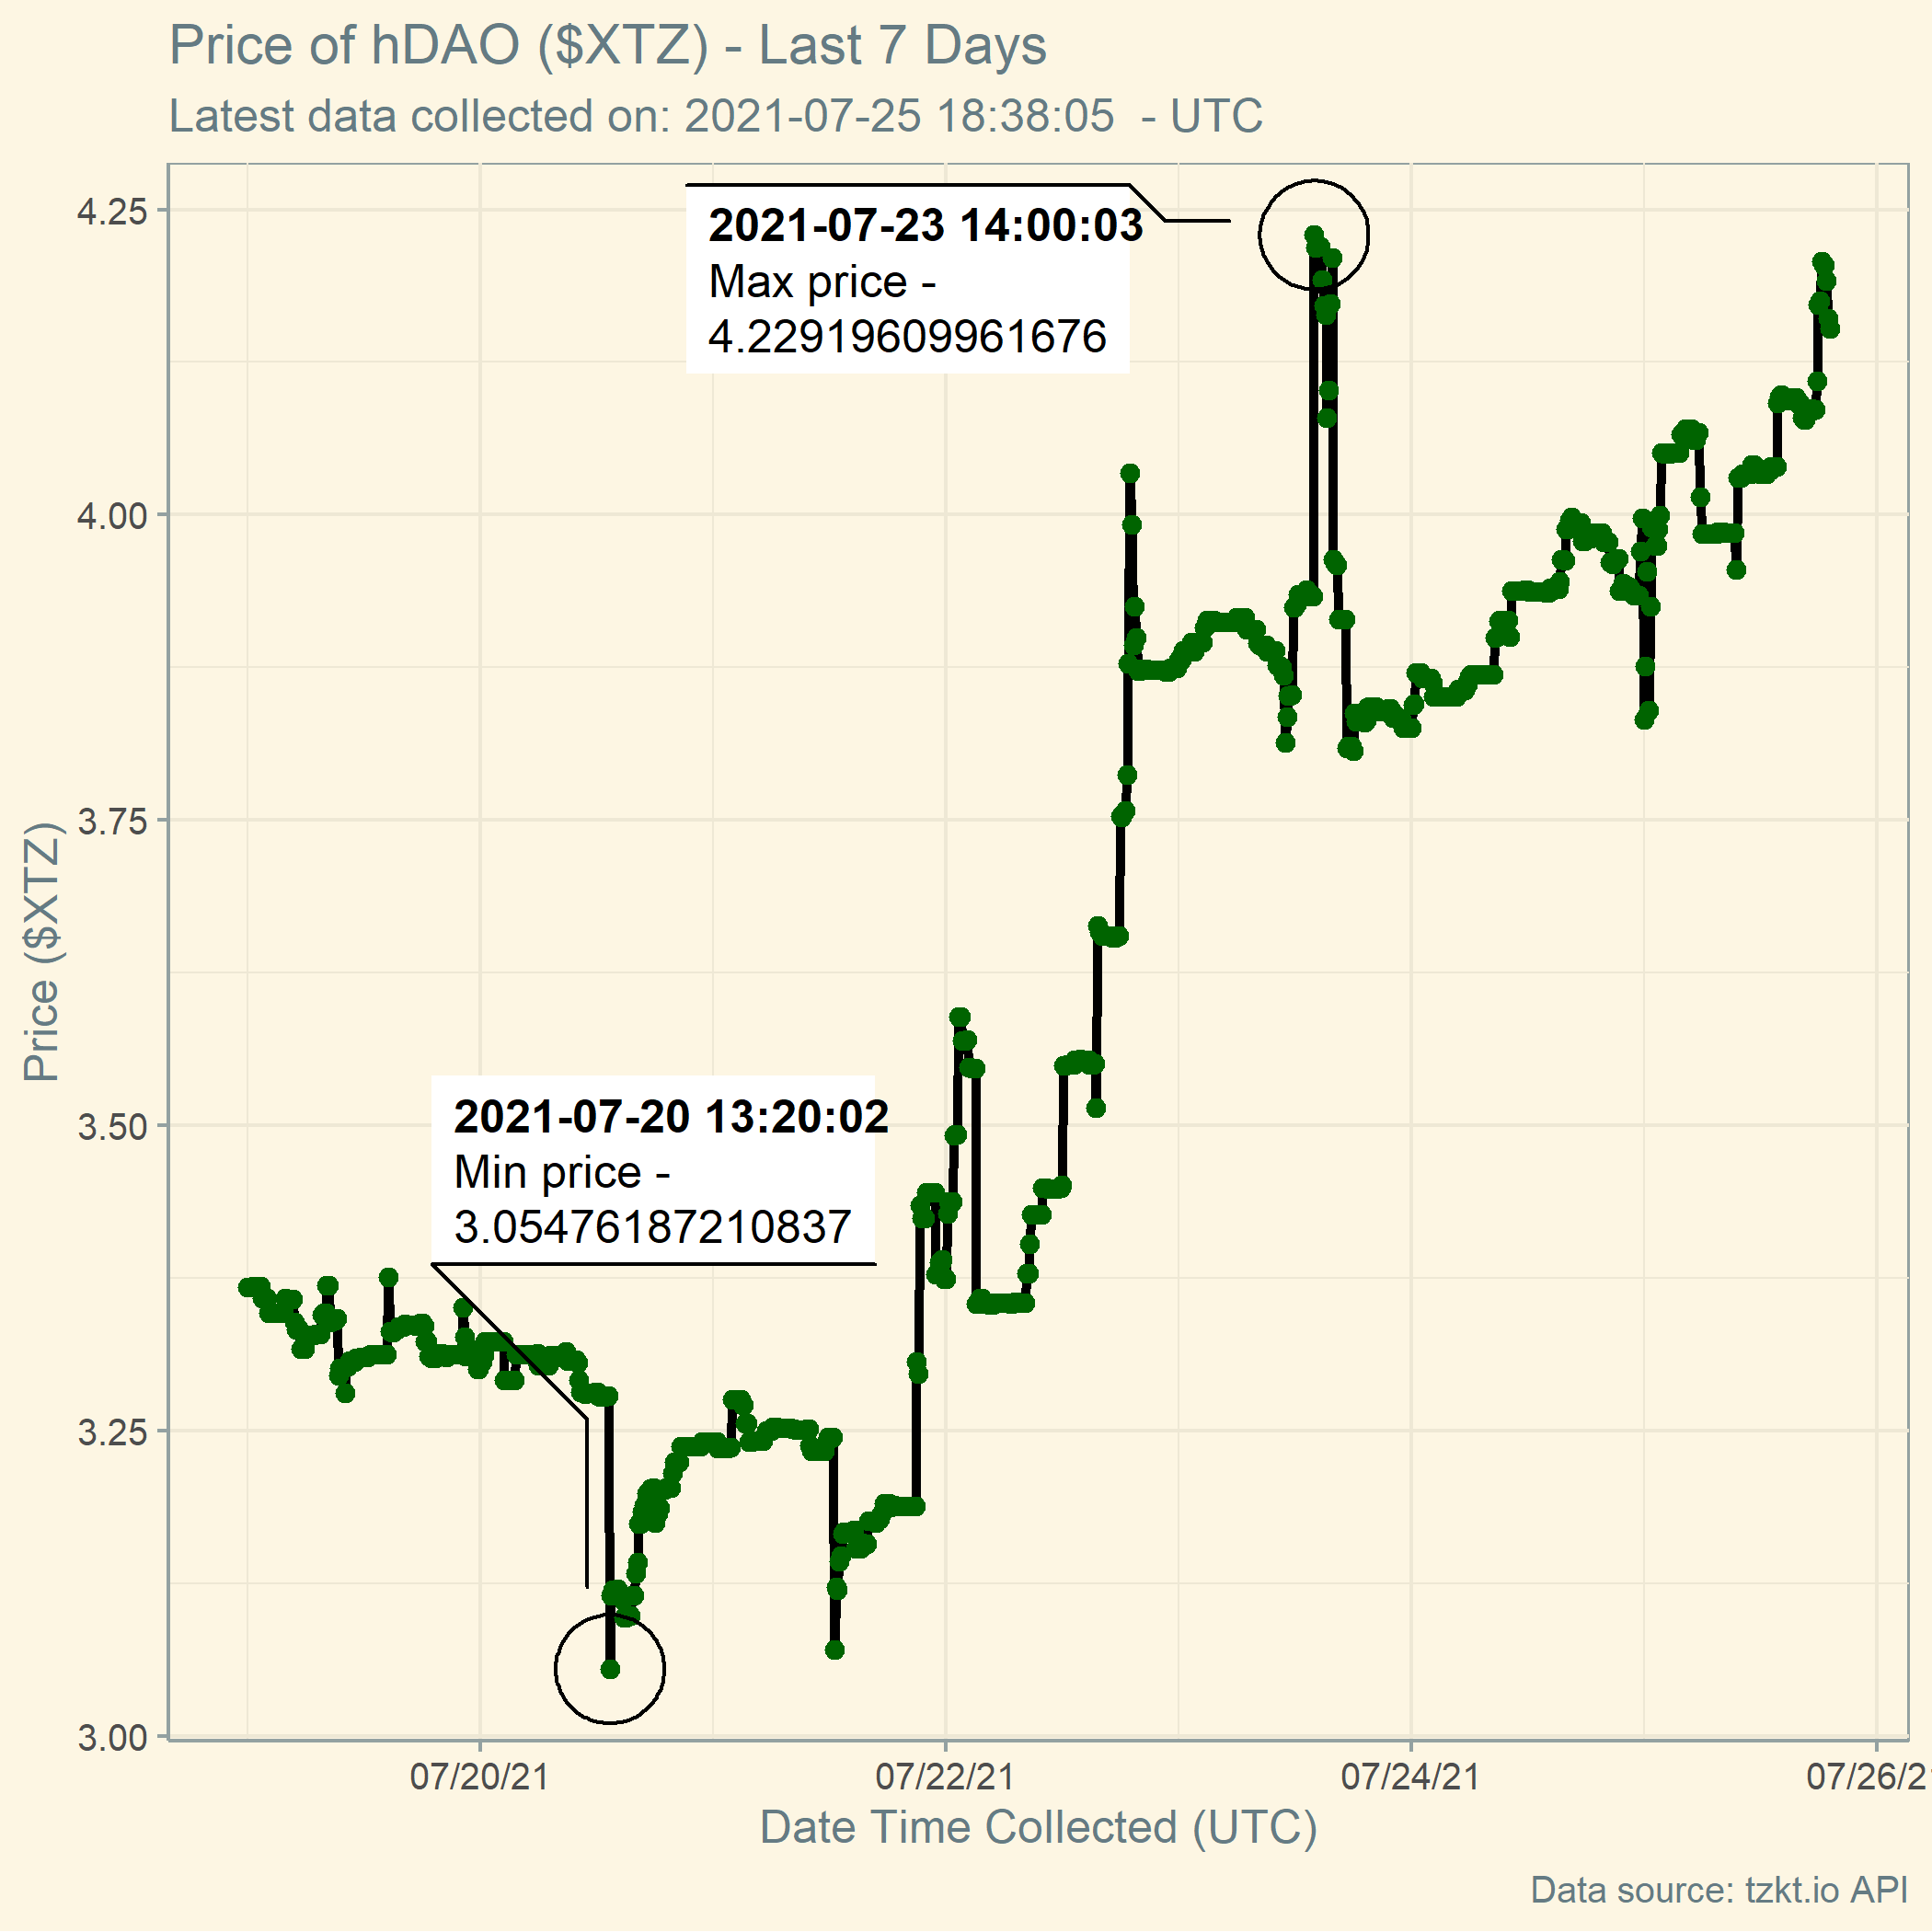 Price of hDAO ($XTZ) - Last 7 Days
Latest data collected on: 2021-07-25 18:38:05  - UTC
4.25
4.00
3.75
3.50
3.25
3.00
Price ($XTZ)
2021-07-23 14:00:03
Max price -
4.22919609961676
2021-07-20 13:20:02
Min price -
3.05476187210837
07/20/21
07/22/21
07/24/21
07/26/2
Date Time Collected (UTC)
Data source: tzkt.io API